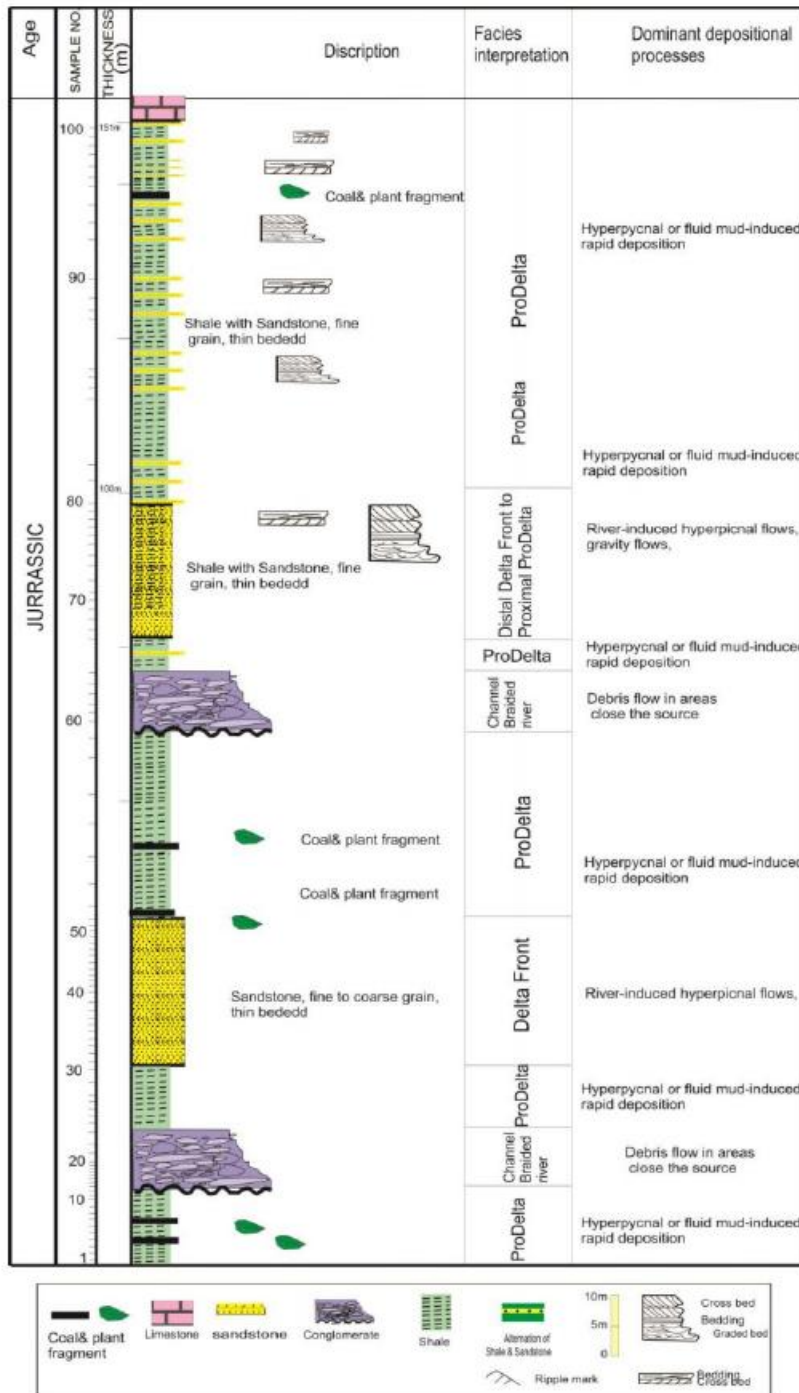 Age
SAMPLE NO.
THICKNESS
(m)
Discription
Facies
interpretation
Dominant depositional
processes
JURRASSIC
100
151m
Coal& plant fragment
ProDelta
Hyperpycnal or fluid mud-induced
rapid deposition
90
Shale with Sandstone, fine
grain, thin bededd
ProDelta
Hyperpycnal or fluid mud-induced
rapid deposition
100m
80
Distal Delta Front to
Proximal ProDelta
River-induced hyperpicnal flows,
gravity flows,
Shale with Sandstone, fine
grain, thin bededd
70
ProDelta
Hyperpycnal or fluid mud-induced
rapid deposition
60
Channel
Braided
river
Debris flow in areas
close the source
Coal& plant fragment
ProDelta
Hyperpycnal or fluid mud-induced
rapid deposition
Coal& plant fragment
50
40
Sandstone, fine to coarse grain,
thin bededd
Delta Front
River-induced hyperpicnal flows,
30
ProDelta
Hyperpycnal or fluid mud-induced
rapid deposition
20
Channel
Braided
river
Debris flow in areas
close the source
10
ProDelta
Hyperpycnal or fluid mud-induced
rapid deposition
1
Coal& plant
fragment
Limestone
sandstone
Conglomerate
Shale
Alternation of
Shale & Sandstone
10m
5m
0
Cross bed
Bedding
Graded bed
Ripple mark
Bedding
Cross bed